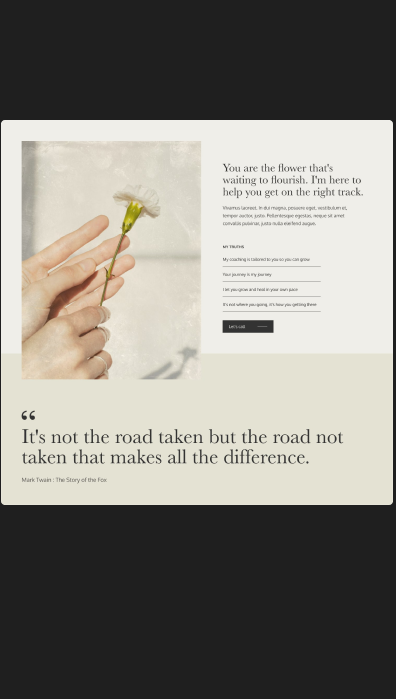 You are the flower that's
waiting to flourish. I'm here to
help you get on the right track.
Vivamus laoreet. In dui magna, posuere eget, vestibulum et,
tempor auctor, justo. Pellentesque egestas, neque sit amet
convallis pulvinar, justo nulla eleifend augue.
MY TRUTHS
My coaching is tailored to you so you can grow
Your journey is my journey
I let you grow and heal in your own pace
It's not where you going, it's how you getting there
Let's call
“
It's not the road taken but the road not
taken that makes all the difference.
Mark Twain : The Story of the Fox